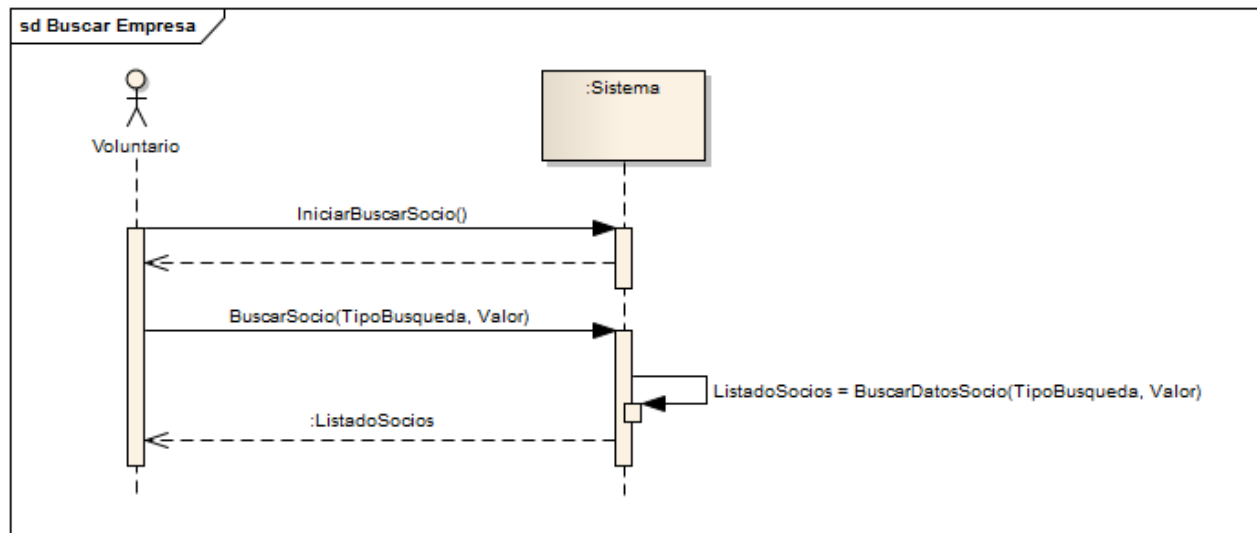 sd Buscar Empresa
:Sistema
Voluntario
IniciarBuscarSocio()
BuscarSocio(TipoBusqueda, Valor)
ListadoSocios = BuscarDatosSocio(TipoBusqueda, Valor)
:ListadoSocios